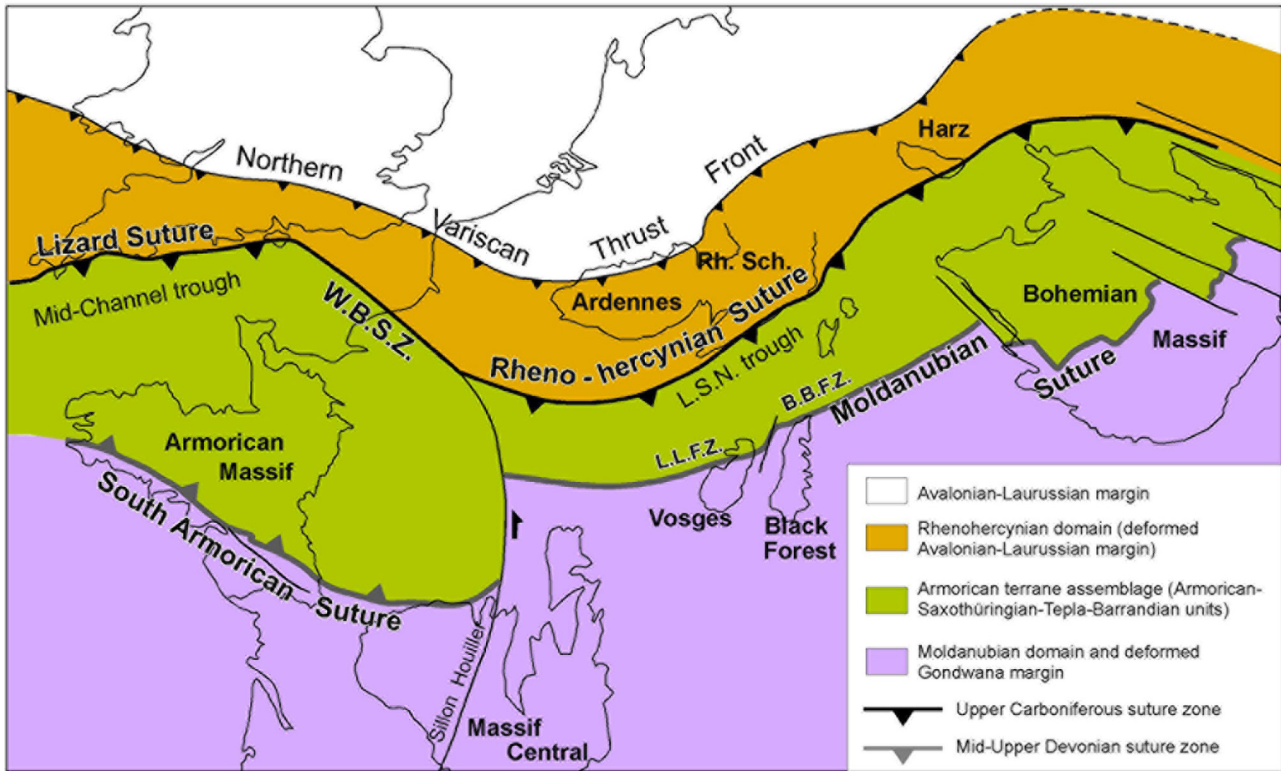 Northern
Variscan
Thrust
Front
Harz
Lizard Suture
Mid-Channel trough
W.B.S.Z.
Ardennes
Rh. Sch.
Rheno - hercynian Suture
L.S.N. trough
Bohemian
Massif
B.B.F.Z.
Moldanubian Suture
L.L.F.Z.
Armorican
Massif
South Armorican Suture
Vosges
Black
Forest
Sillon Houiller
Massif
Central
Avalonian-Laurussian margin
Rhenohercynian domain (deformed
Avalonian-Laurussian margin)
Armorican terrane assemblage (Armorican-
Saxothüringian-Tepla-Barrandian units)
Moldanubian domain and deformed
Gondwana margin
Upper Carboniferous suture zone
Mid-Upper Devonian suture zone